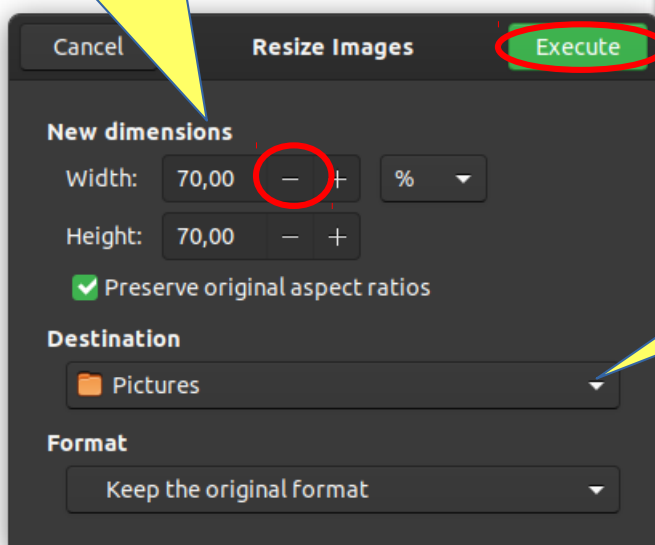 Cancel Resize Images Execute
New dimensions
Width: 70,00 − + %
Height: 70,00 − +
Preserve original aspect ratios
Destination
Pictures
Format
Keep the original format